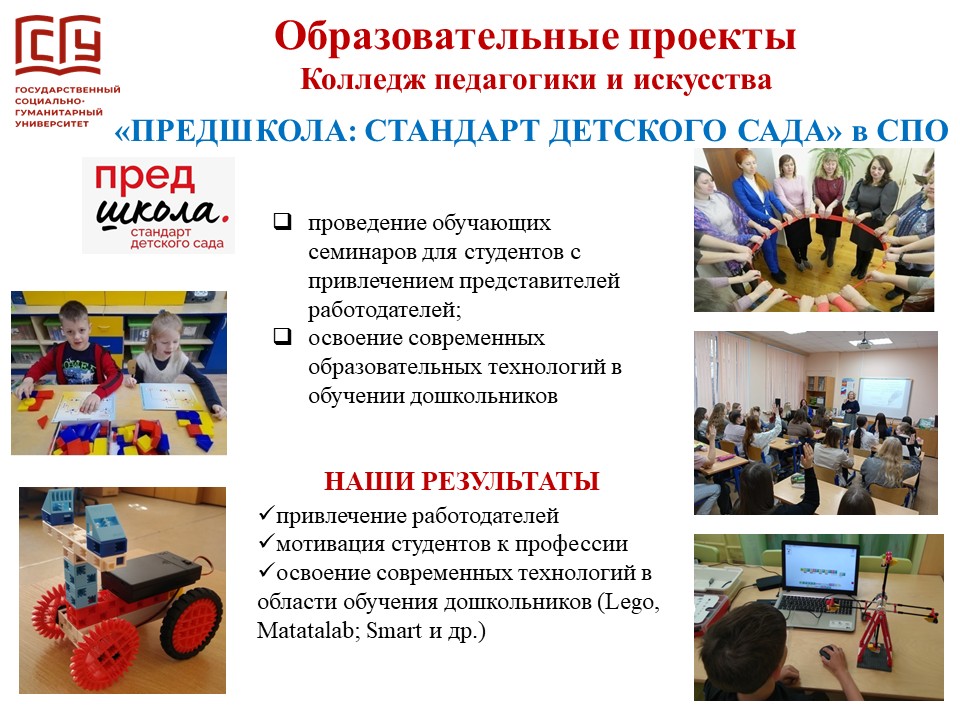 ГСГУ
ГОСУДАРСТВЕННЫЙ
СОЦИАЛЬНО-
ГУМАНИТАРНЫЙ
УНИВЕРСИТЕТ
Образовательные проекты
Колледж педагогики и искусства
«ПРЕДШКОЛА: СТАНДАРТ ДЕТСКОГО САДА» в СПО
пред
школа.
стандарт
детского сада
проведение обучающих
семинаров для студентов с
привлечением представителей
работодателей;
освоение современных
образовательных технологий в
обучении дошкольников
НАШИ РЕЗУЛЬТАТЫ
привлечение работодателей
мотивация студентов к профессии
освоение современных технологий в
области обучения дошкольников (Lego,
Matatalab; Smart и др.)